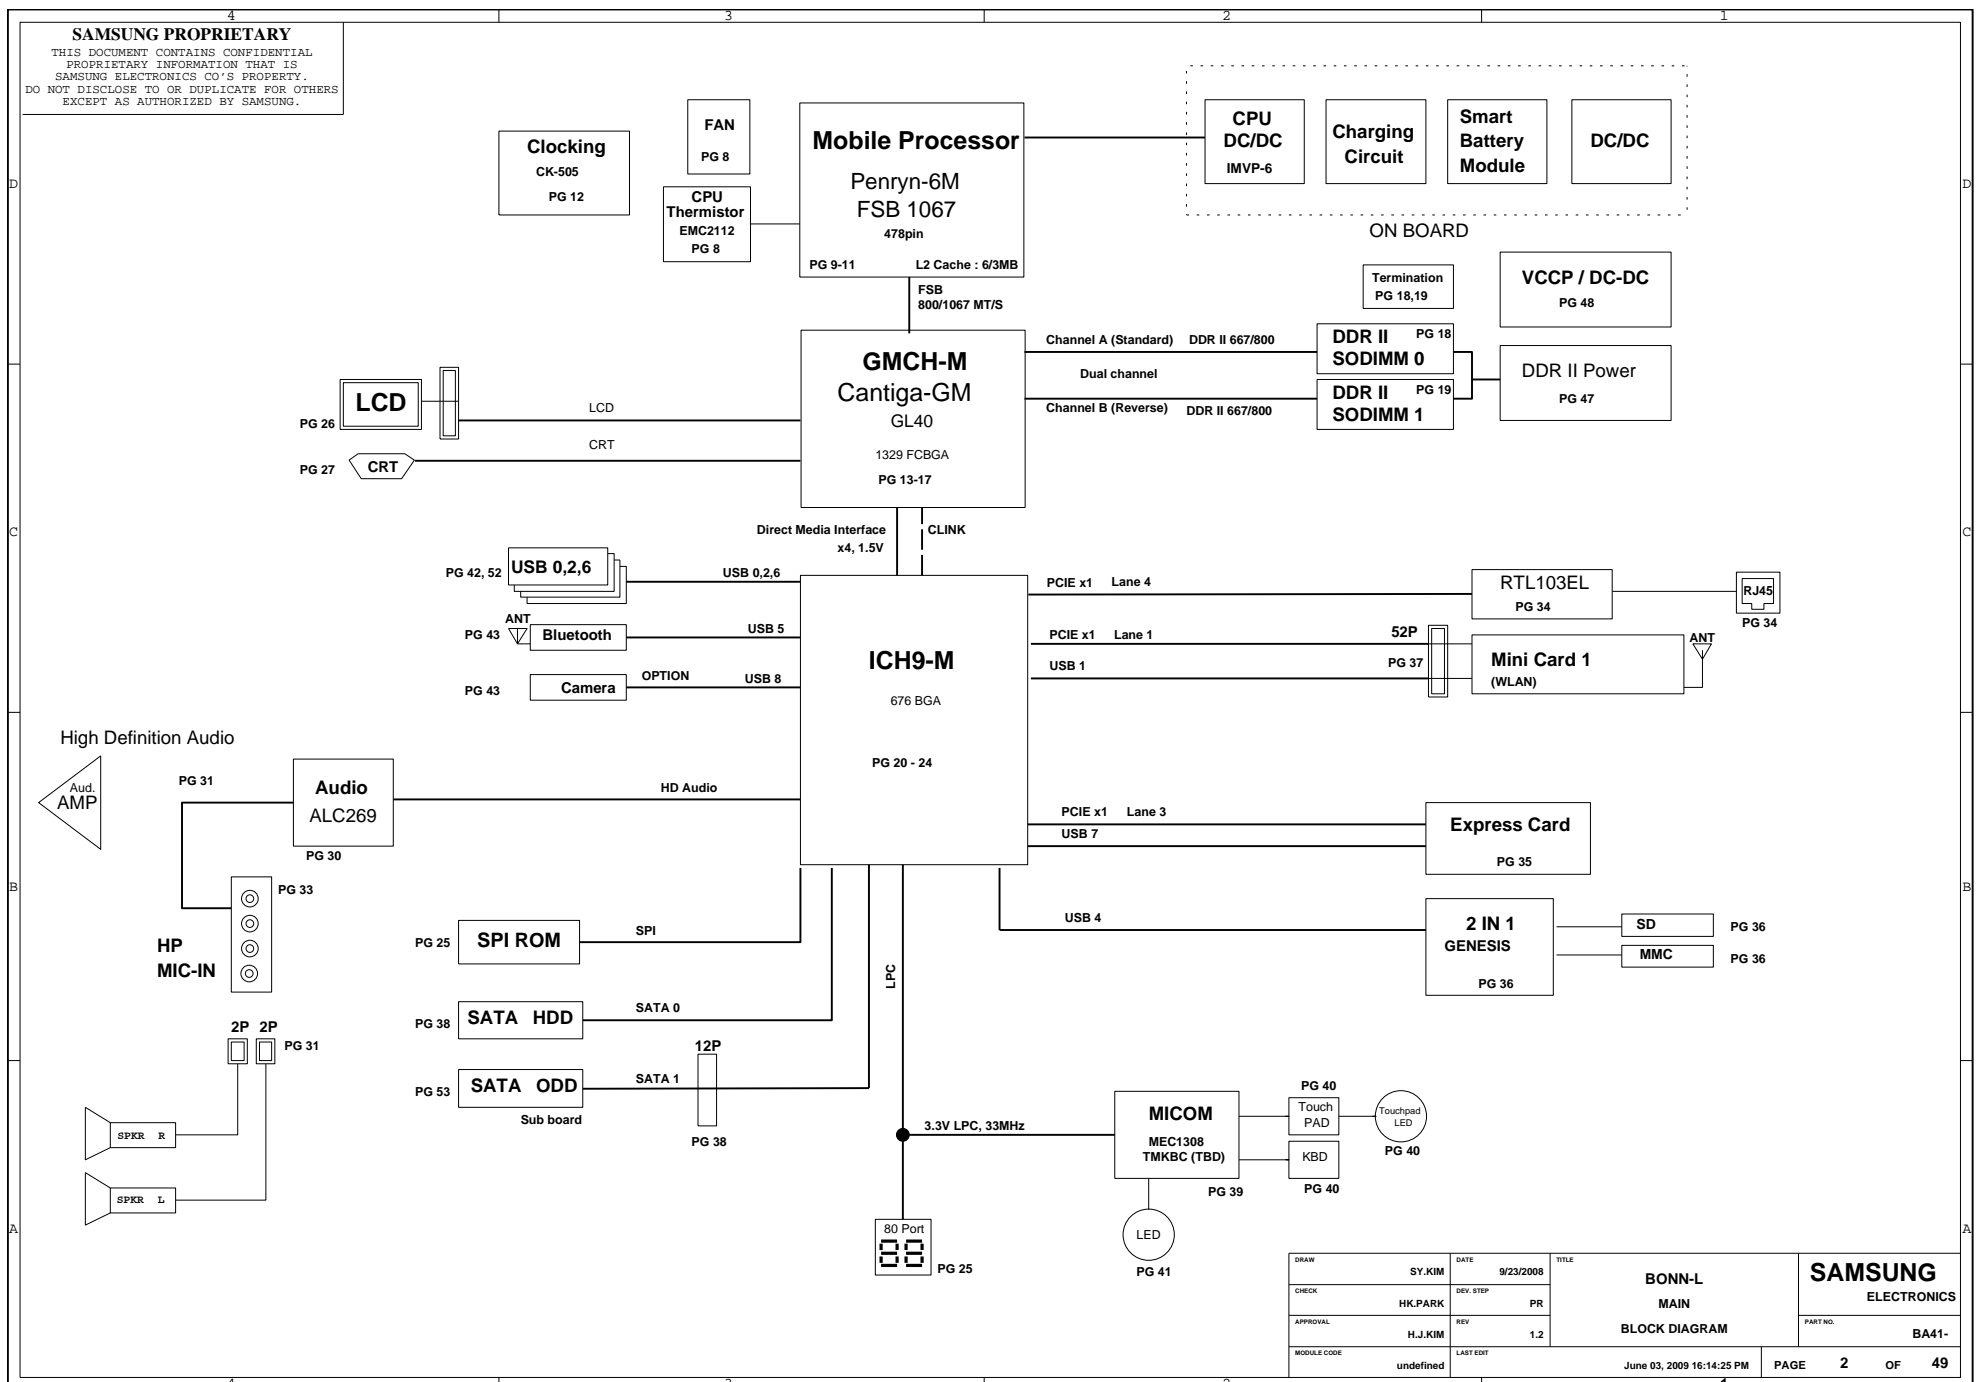 4 3 2 1
SAMSUNG PROPRIETARY
THIS DOCUMENT CONTAINS CONFIDENTIAL
PROPRIETARY INFORMATION THAT IS
SAMSUNG ELECTRONICS CO'S PROPERTY.
DO NOT DISCLOSE TO OR DUPLICATE FOR OTHERS
EXCEPT AS AUTHORIZED BY SAMSUNG.
D D
Clocking
CK-505
PG 12
FAN
PG 8
CPU
Thermistor
EMC2112
PG 8
Mobile Processor
Penryn-6M
FSB 1067
478pin
PG 9-11 L2 Cache : 6/3MB
CPU
DC/DC
IMVP-6
Charging
Circuit
Smart
Battery
Module
DC/DC
ON BOARD
FSB
800/1067 MT/S
Termination
PG 18,19
VCCP / DC-DC
PG 48
GMCH-M
Cantiga-GM
GL40
1329 FCBGA
PG 13-17
Channel A (Standard) DDR II 667/800
Dual channel
Channel B (Reverse) DDR II 667/800
DDR II PG 18
SODIMM 0
DDR II PG 19
SODIMM 1
DDR II Power
PG 47
LCD
PG 26
LCD
CRT
PG 27
CRT
C C
Direct Media Interface
x4, 1.5V
CLINK
PG 42, 52
USB 0,2,6
USB 0,2,6
ANT
PG 43
Bluetooth
USB 5
PG 43
Camera
OPTION
USB 8
ICH9-M
676 BGA
PG 20 - 24
PCIE x1 Lane 4
RTL103EL
PG 34
RJ45
PG 34
PCIE x1 Lane 1
USB 1
52P
PG 37
Mini Card 1
(WLAN)
ANT
High Definition Audio
Aud.
AMP
PG 31
Audio
ALC269
PG 30
HD Audio
PCIE x1 Lane 3
USB 7
Express Card
PG 35
B B
PG 33
HP
MIC-IN
PG 25
SPI ROM
SPI
USB 4
2 IN 1
GENESIS
PG 36
SD
PG 36
MMC
PG 36
LPC
PG 38
SATA HDD
SATA 0
2P 2P
PG 31
PG 53
SATA ODD
SATA 1
Sub board
12P
PG 38
SPKR R
SPKR L
3.3V LPC, 33MHz
MICOM
MEC1308
TMKBC (TBD)
PG 39
PG 40
Touch
PAD
Touchpad
LED
PG 40
KBD
PG 40
LED
PG 41
80 Port
88
PG 25
A A
DRAW
SY.KIM
DATE
9/23/2008
TITLE
BONN-L
MAIN
BLOCK DIAGRAM
SAMSUNG
ELECTRONICS
CHECK
HK.PARK
DEV. STEP
PR
APPROVAL
H.J.KIM
REV
1.2
PART NO.
BA41-
MODULE CODE
undefined
LAST EDIT
June 03, 2009 16:14:25 PM
PAGE 2 OF 49
4 3 2 1